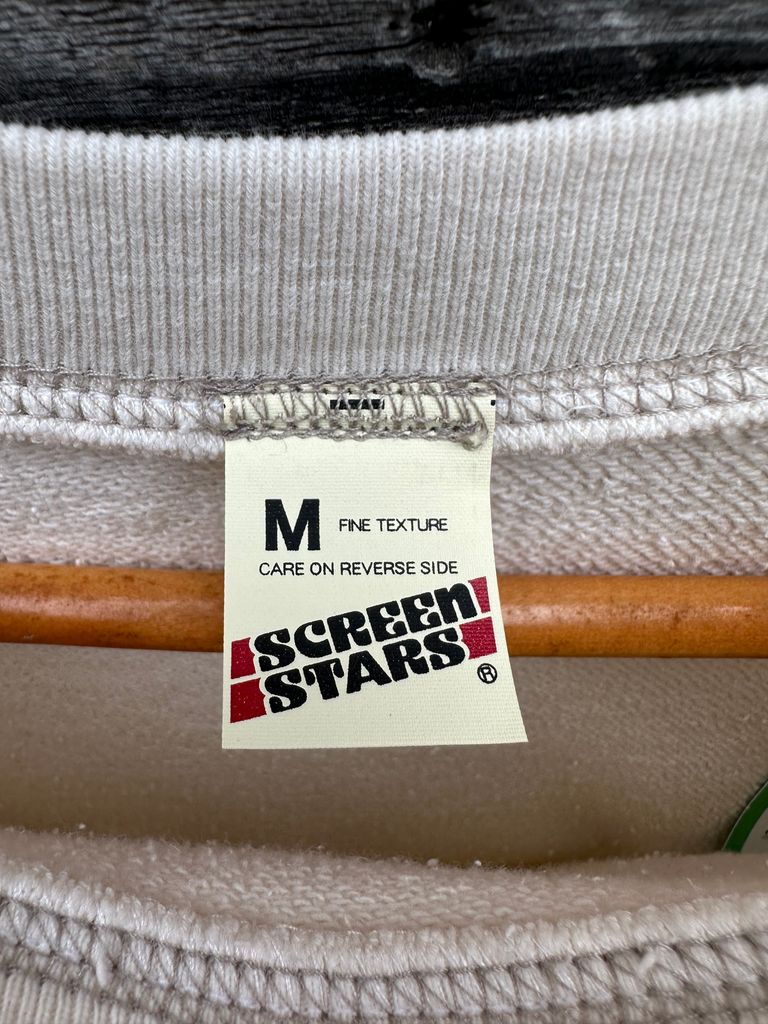 M FINE TEXTURE
CARE ON REVERSE SIDE
SCREEN
STARS
®